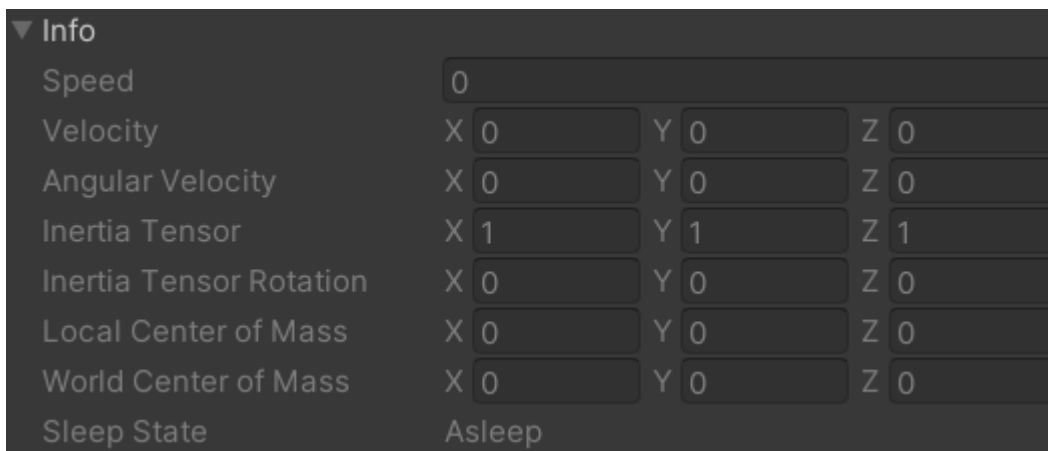 Info
Speed 0
Velocity X 0 Y 0 Z 0
Angular Velocity X 0 Y 0 Z 0
Inertia Tensor X 1 Y 1 Z 1
Inertia Tensor Rotation X 0 Y 0 Z 0
Local Center of Mass X 0 Y 0 Z 0
World Center of Mass X 0 Y 0 Z 0
Sleep State Asleep